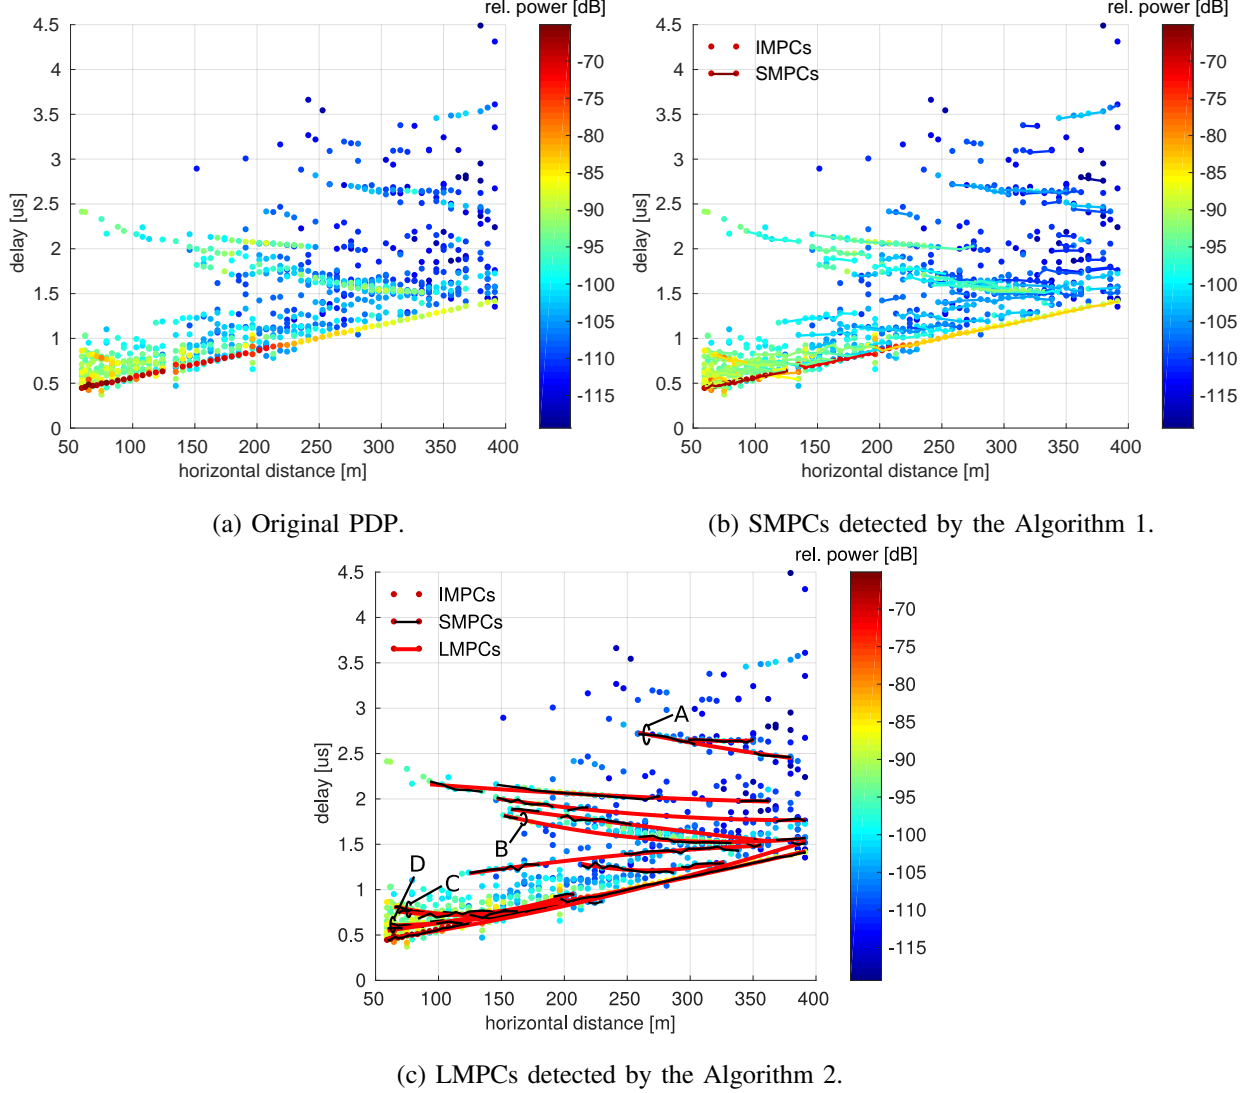 rel. power [dB]
4.5
4
3.5
3
2.5
2
1.5
1
0.5
0
delay [us]
50 100 150 200 250 300 350 400
horizontal distance [m]
-70
-75
-80
-85
-90
-95
-100
-105
-110
-115
(a) Original PDP.
rel. power [dB]
IMPCs
SMPCs
4.5
4
3.5
3
2.5
2
1.5
1
0.5
0
delay [us]
50 100 150 200 250 300 350 400
horizontal distance [m]
-70
-75
-80
-85
-90
-95
-100
-105
-110
-115
(b) SMPCs detected by the Algorithm 1.
rel. power [dB]
IMPCs
SMPCs
LMPCs
4.5
4
3.5
3
2.5
2
1.5
1
0.5
0
delay [us]
A
B
D
C
50 100 150 200 250 300 350 400
horizontal distance [m]
-70
-75
-80
-85
-90
-95
-100
-105
-110
-115
(c) LMPCs detected by the Algorithm 2.